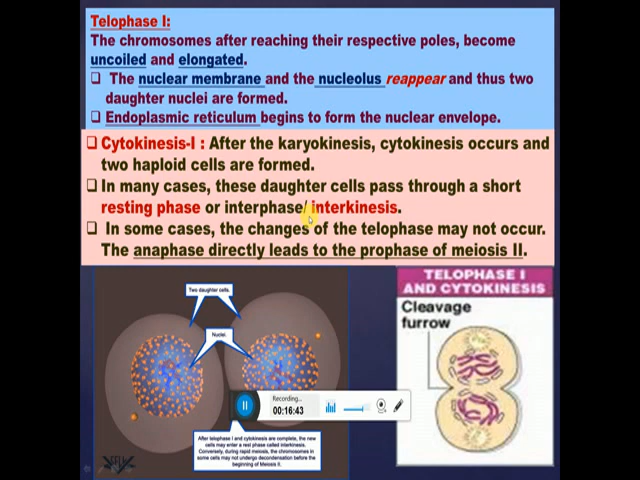 Telophase I:
The chromosomes after reaching their respective poles, become
uncoiled and elongated.
❑ The nuclear membrane and the nucleolus reappear and thus two
daughter nuclei are formed.
❑ Endoplasmic reticulum begins to form the nuclear envelope.
❑ Cytokinesis-I : After the karyokinesis, cytokinesis occurs and
two haploid cells are formed.
❑ In many cases, these daughter cells pass through a short
resting phase or interphase/ interkinesis.
❑ In some cases, the changes of the telophase may not occur.
The anaphase directly leads to the prophase of meiosis II.
Two daughter cells.
Nuclei.
After telophase I and cytokinesis are complete, the new
cells may enter a rest phase called interkinesis.
Conversely, during rapid meiosis, the chromosomes in
some cells may not undergo decondensation before the
beginning of Meiosis II.
Recording...
00:16:43
TELOPHASE I
AND CYTOKINESIS
Cleavage
furrow